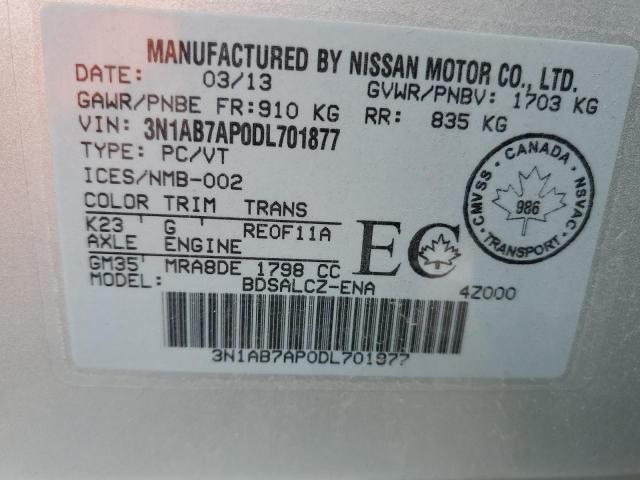 MANUFACTURED BY NISSAN MOTOR CO., LTD.
DATE: 03/13 GVWR/PNBV: 1703 KG
GAWR/PNBE FR: 910 KG RR: 835 KG
VIN: 3N1AB7AP0DL701877
TYPE: PC/VT
ICES/NMB-002
COLOR TRIM TRANS
K23 G RE0F11A
AXLE ENGINE
GM35 MRA8DE 1798 CC
MODEL: BDSALCZ-ENA 4Z000
EC
CANADA
CMVSS NSVAC
986
TRANSPORT
3N1AB7AP0DL701877